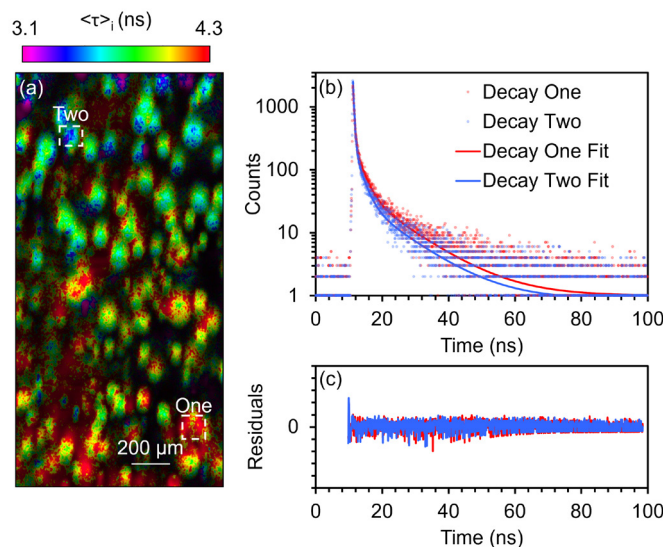 <τ>i (ns)
3.1 4.3
(a)
Two
One
200 µm
(b)
Decay One
Decay Two
Decay One Fit
Decay Two Fit
Counts
1000
100
10
1
0 20 40 60 80 100
Time (ns)
(c)
Residuals
0
0 20 40 60 80 100
Time (ns)